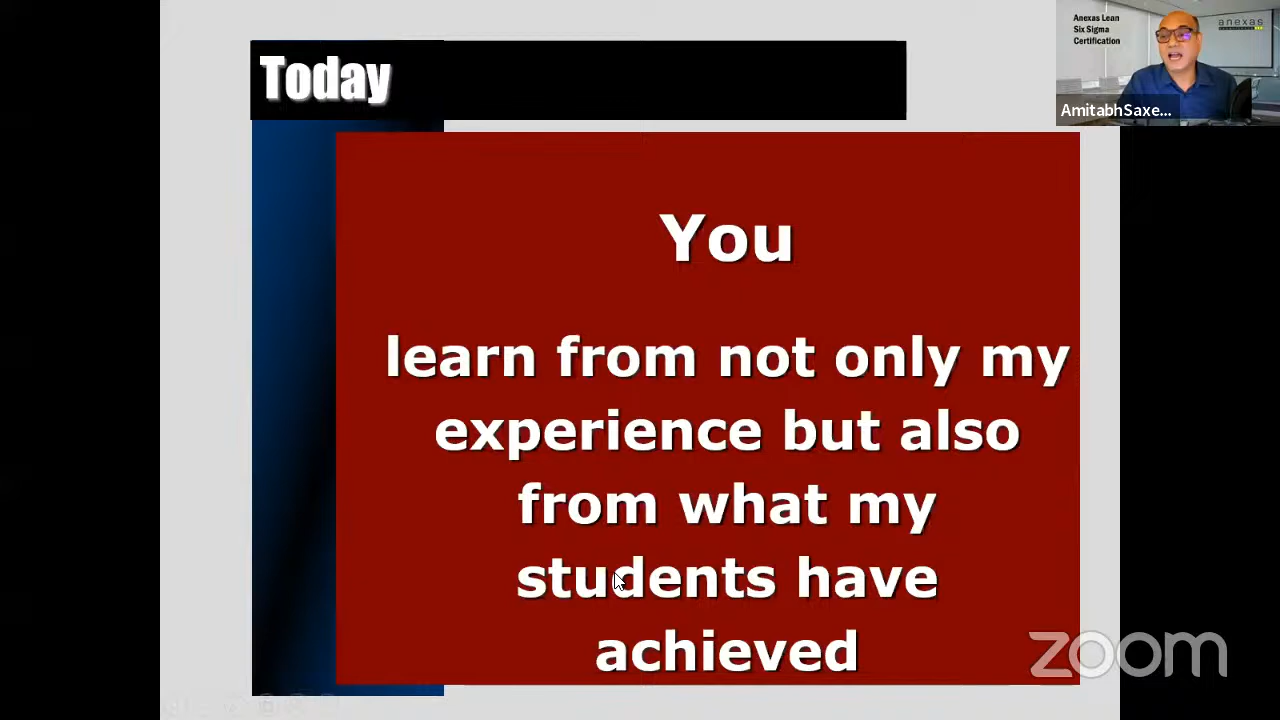 Today
Anexas Lean
Six Sigma
Certification
anexas
AmitabhSaxe...
You
learn from not only my
experience but also
from what my
students have
achieved
zoom